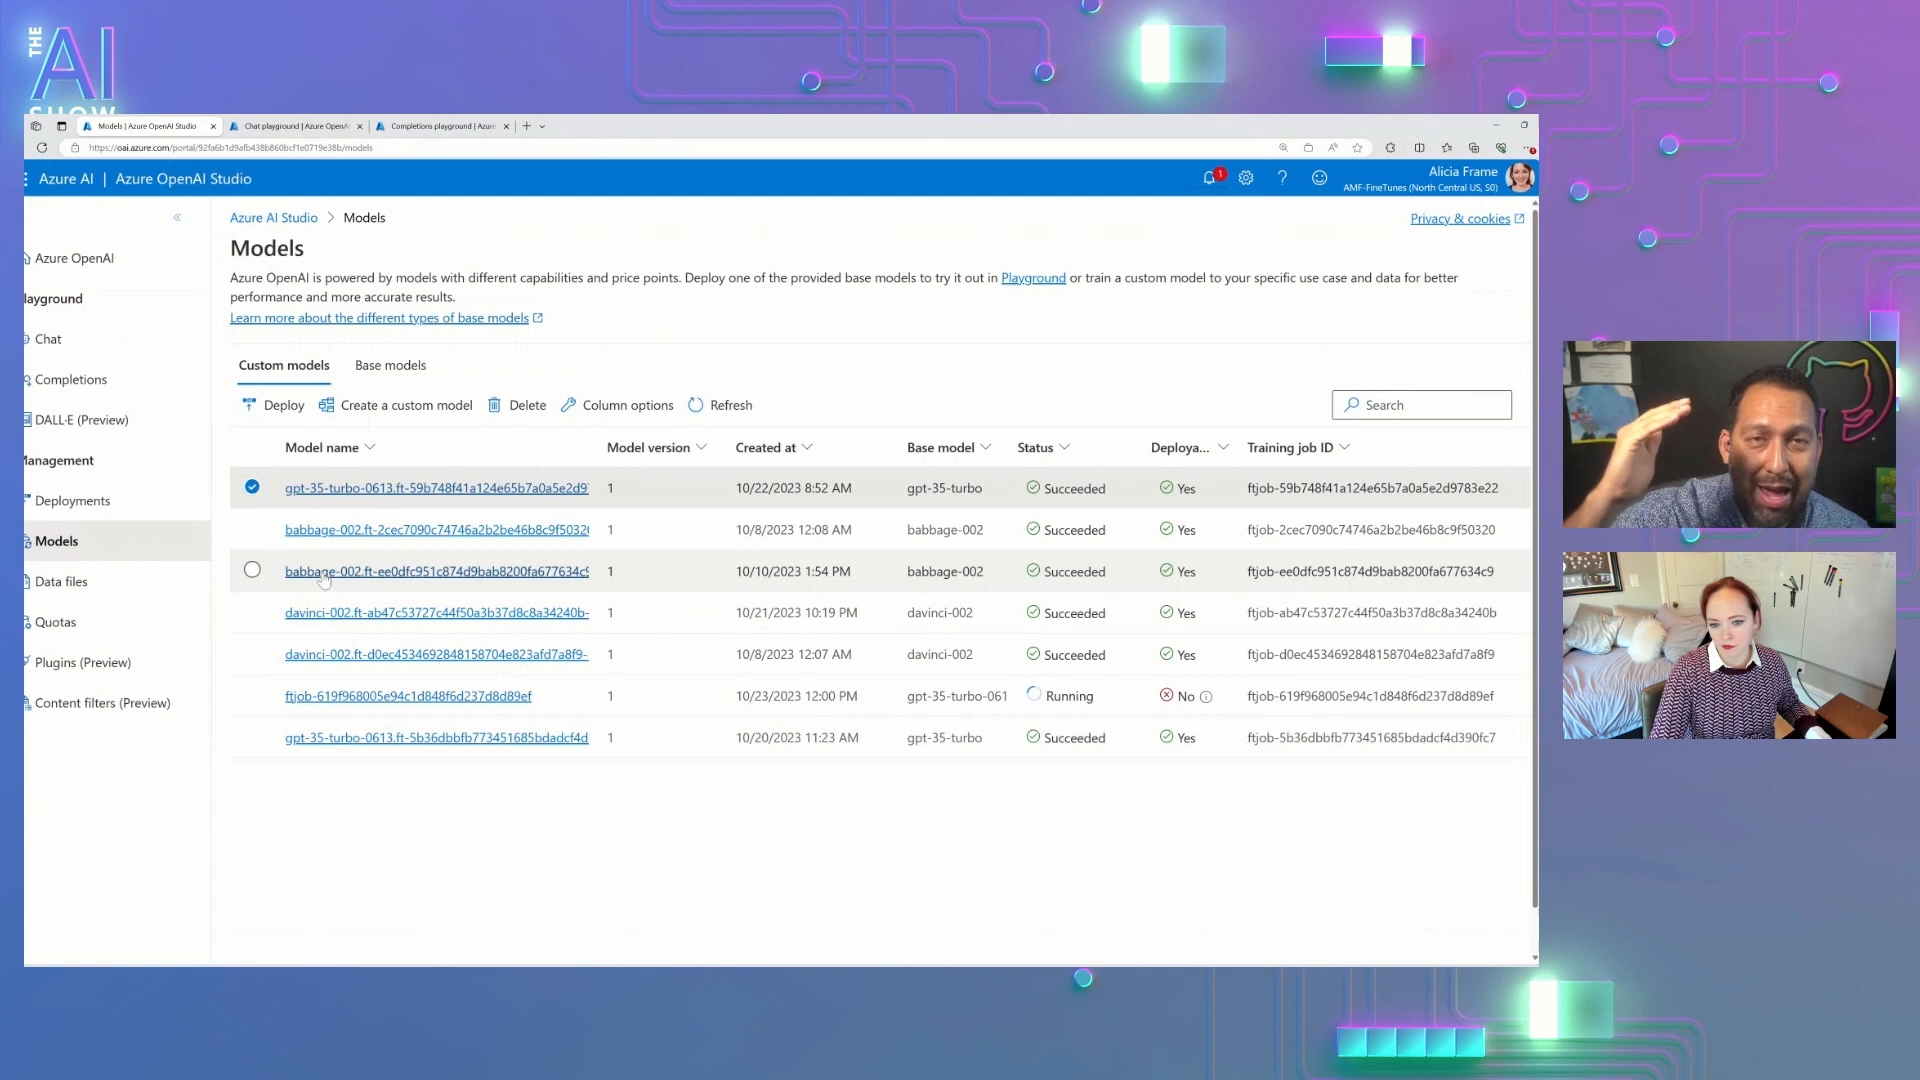 THE
AI
SHOW
Models | Azure OpenAI Studio
Chat playground | Azure OpenA
Completions playground | Azure
https://oai.azure.com/portal/92fa6b1d9afb438b860bcf1e0719e38b/models
Azure AI | Azure OpenAI Studio
1
Alicia Frame
AMF-FineTunes (North Central US, S0)
Azure OpenAI
layground
Chat
Completions
DALL·E (Preview)
Management
Deployments
Models
Data files
Quotas
Plugins (Preview)
Content filters (Preview)
Azure AI Studio > Models
Privacy & cookies
Models
Azure OpenAI is powered by models with different capabilities and price points. Deploy one of the provided base models to try it out in Playground or train a custom model to your specific use case and data for better
performance and more accurate results.
Learn more about the different types of base models
Custom models Base models
Deploy Create a custom model Delete Column options Refresh Search
Model name Model version Created at Base model Status Deploya... Training job ID
gpt-35-turbo-0613.ft-59b748f41a124e65b7a0a5e2d9 1 10/22/2023 8:52 AM gpt-35-turbo Succeeded Yes ftjob-59b748f41a124e65b7a0a5e2d9783e22
babbage-002.ft-2cec7090c74746a2b2be46b8c9f5032 1 10/8/2023 12:08 AM babbage-002 Succeeded Yes ftjob-2cec7090c74746a2b2be46b8c9f50320
babbage-002.ft-ee0dfc951c874d9bab8200fa677634c9 1 10/10/2023 1:54 PM babbage-002 Succeeded Yes ftjob-ee0dfc951c874d9bab8200fa677634c9
davinci-002.ft-ab47c53727c44f50a3b37d8c8a34240b- 1 10/21/2023 10:19 PM davinci-002 Succeeded Yes ftjob-ab47c53727c44f50a3b37d8c8a34240b
davinci-002.ft-d0ec4534692848158704e823afd7a8f9- 1 10/8/2023 12:07 AM davinci-002 Succeeded Yes ftjob-d0ec4534692848158704e823afd7a8f9
ftjob-619f968005e94c1d848f6d237d8d89ef 1 10/23/2023 12:00 PM gpt-35-turbo-061 Running No ftjob-619f968005e94c1d848f6d237d8d89ef
gpt-35-turbo-0613.ft-5b36dbbfb773451685bdadcf4d 1 10/20/2023 11:23 AM gpt-35-turbo Succeeded Yes ftjob-5b36dbbfb773451685bdadcf4d390fc7